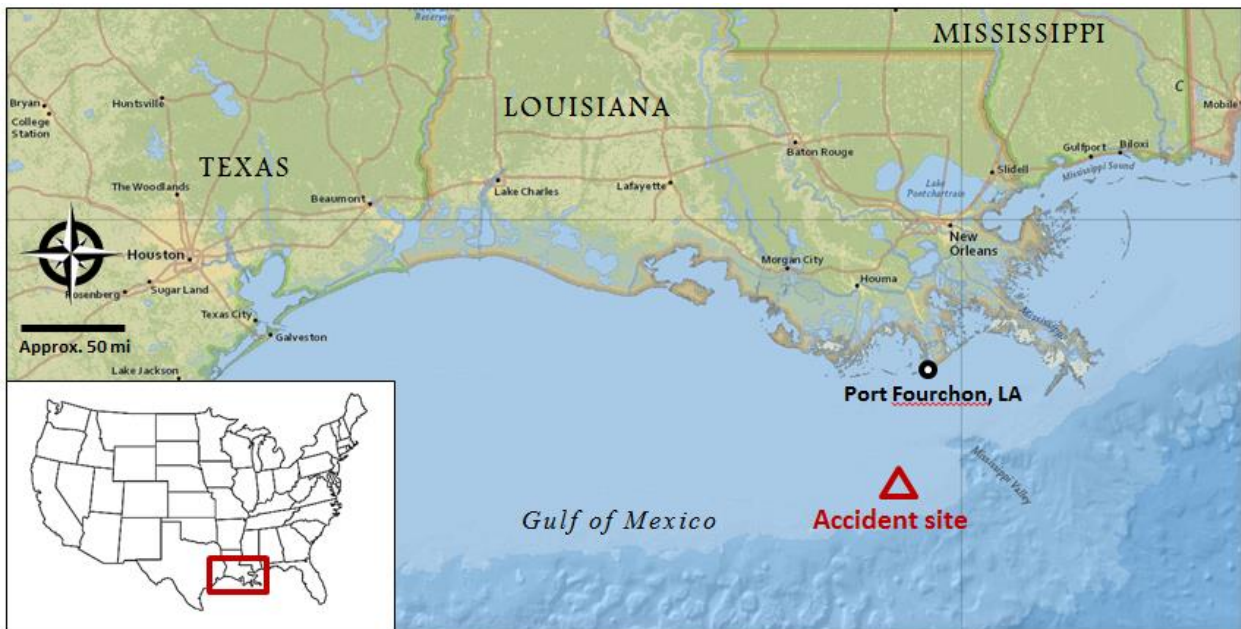 Reservoir
MISSISSIPPI
Bryan
College
Station
Huntsville
LOUISIANA
C
Mobile
TEXAS
Baton Rouge
Gulfport
Biloxi
Mississippi Sound
Slidell
The Woodlands
Beaumont
Lake Charles
Lafayette
Lake
Pontchartrain
New
Orleans
Houston
Morgan City
Houma
Rosenberg
Sugar Land
Texas City
Galveston
Mississippi
Approx. 50 mi
Lake Jackson
Port Fourchon, LA
Mississippi Valley
Accident site
Gulf of Mexico